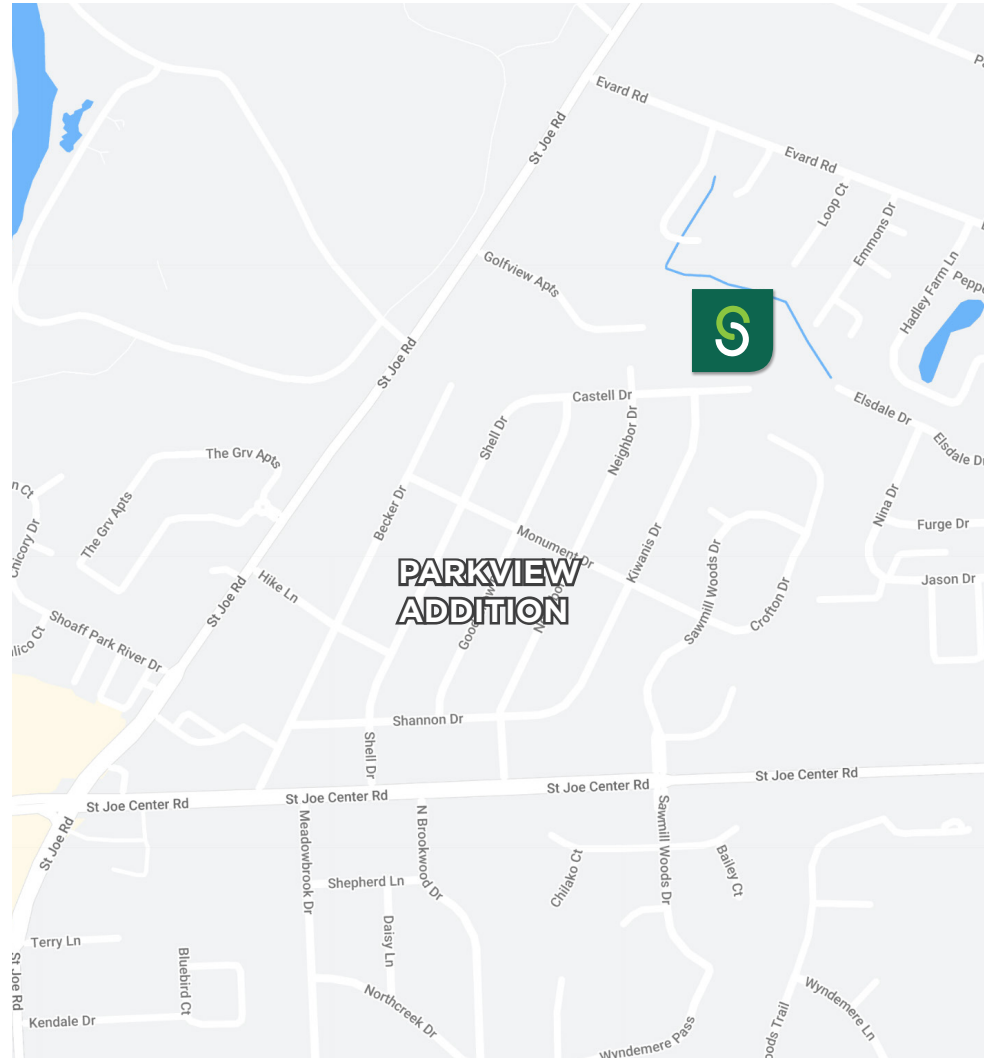 Evard Rd
St Joe Rd
Evard Rd
Loop Ct
Emmons Dr
Golfview Apts
Hadley Farm Ln
St Joe Rd
Castell Dr
Elsdale Dr
Shell Dr
Neighbor Dr
Elsdale
The Grv Apts
Becker Dr
Nina Dr
The Grv Apts
Monument Dr
Furge Dr
Kiwanis Dr
PARKVIEW
ADDITION
Sawmill Woods Dr
Jason Dr
Hike Ln
Crofton Dr
St Joe Rd
Shoaff Park River Dr
Shannon Dr
Shell Dr
St Joe Center Rd
St Joe Center Rd
St Joe Center Rd
St Joe Center Rd
St Joe Rd
Meadowbrook Dr
N Brookwood Dr
Sawmill Woods Dr
Chilako Ct
Bailey Ct
Shepherd Ln
Daisy Ln
Terry Ln
Bluebird Ct
St Joe Rd
Northcreek Dr
Kendale Dr
Wyndemere Ln
Wyndemere Pass
Trail